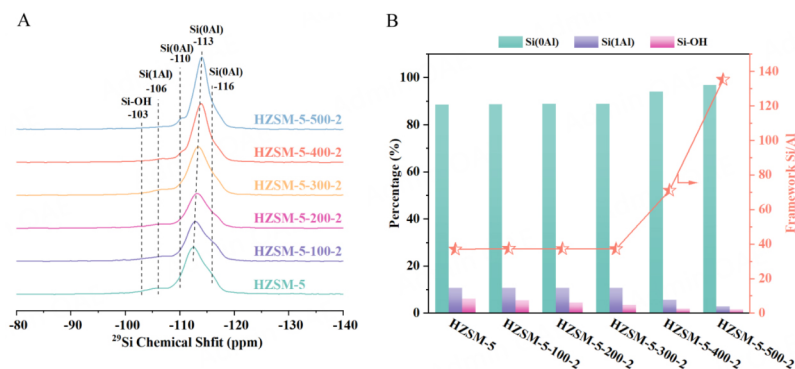 A
Si(0Al)
-113
Si(0Al)
-110
Si(1Al)
-106
Si(0Al)
-116
Si-OH
-103
HZSM-5-500-2
HZSM-5-400-2
HZSM-5-300-2
HZSM-5-200-2
HZSM-5-100-2
HZSM-5
-80 -90 -100 -110 -120 -130 -140
²⁹Si Chemical Shfit (ppm)
B
Si(0Al) Si(1Al) Si-OH
Percentage (%)
100
80
60
40
20
0
Framework Si/Al
140
120
100
80
60
40
20
0
HZSM-5
HZSM-5-100-2
HZSM-5-200-2
HZSM-5-300-2
HZSM-5-400-2
HZSM-5-500-2